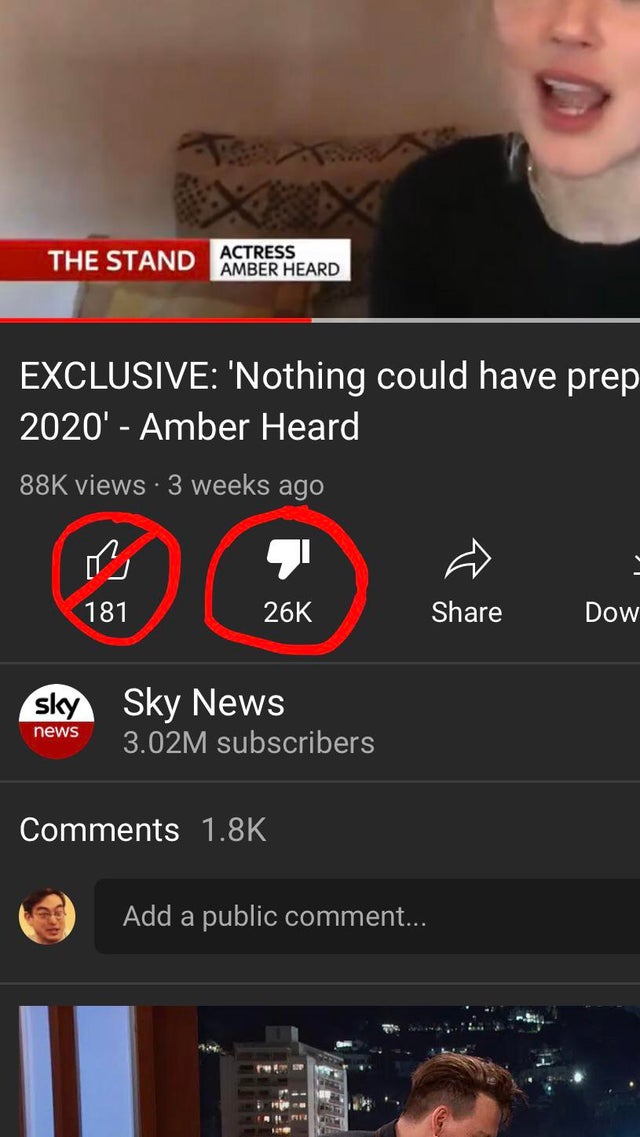 THE STAND
ACTRESS
AMBER HEARD
EXCLUSIVE: 'Nothing could have prep
2020' - Amber Heard
88K views · 3 weeks ago
181
26K
Share
Dow
sky
news
Sky News
3.02M subscribers
Comments 1.8K
Add a public comment...